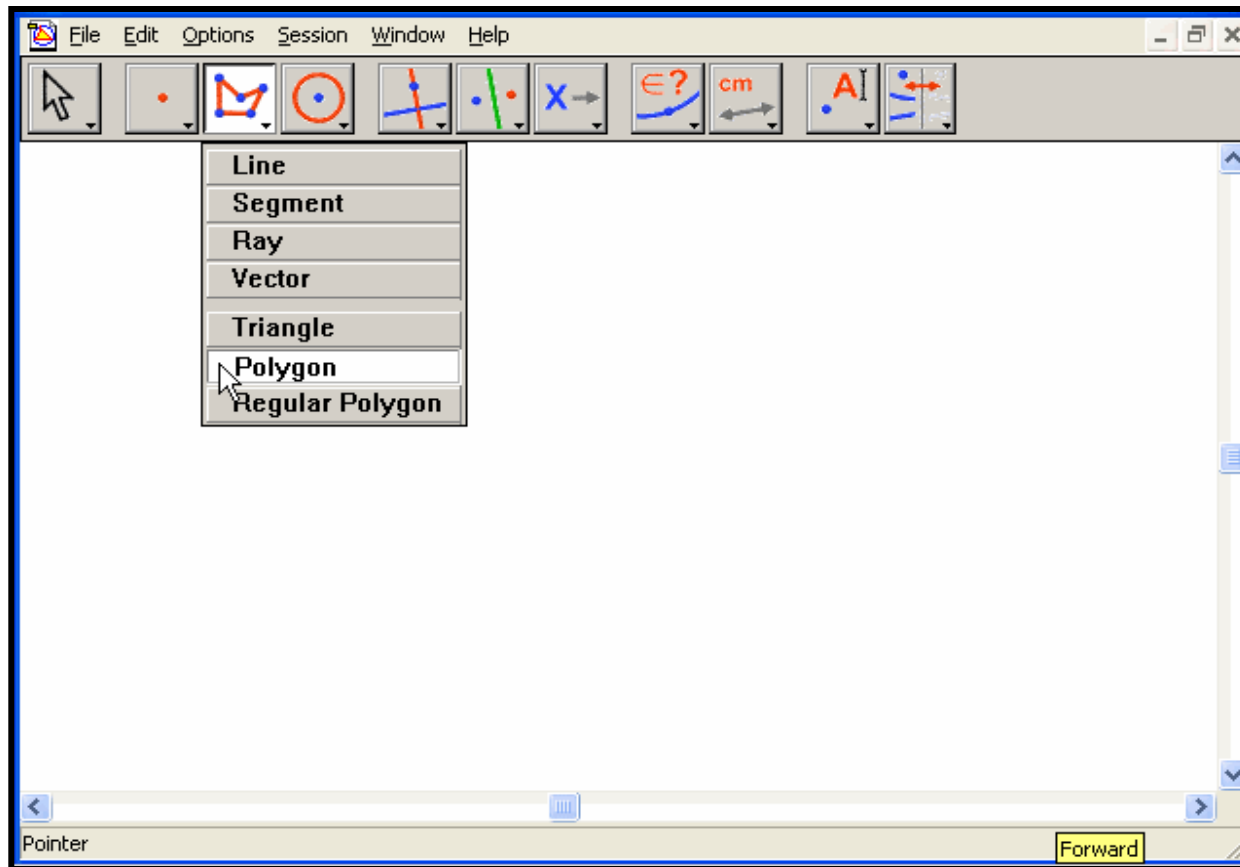 File Edit Options Session Window Help
X ∈? cm A
Line
Segment
Ray
Vector
Triangle
Polygon
Regular Polygon
Pointer
Forward